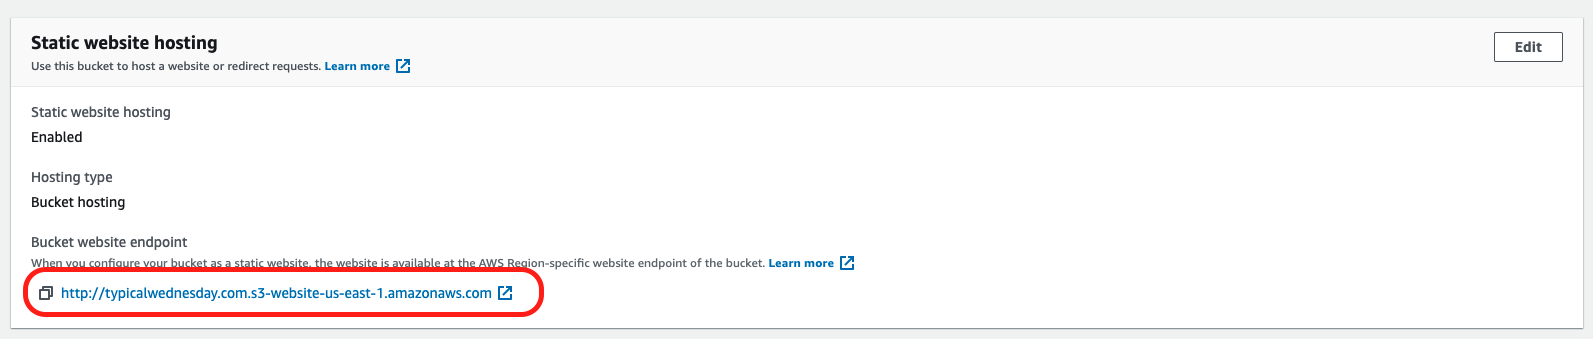 Static website hosting
Edit
Use this bucket to host a website or redirect requests. Learn more
Static website hosting
Enabled
Hosting type
Bucket hosting
Bucket website endpoint
When you configure your bucket as a static website, the website is available at the AWS Region-specific website endpoint of the bucket. Learn more
http://typicalwednesday.com.s3-website-us-east-1.amazonaws.com